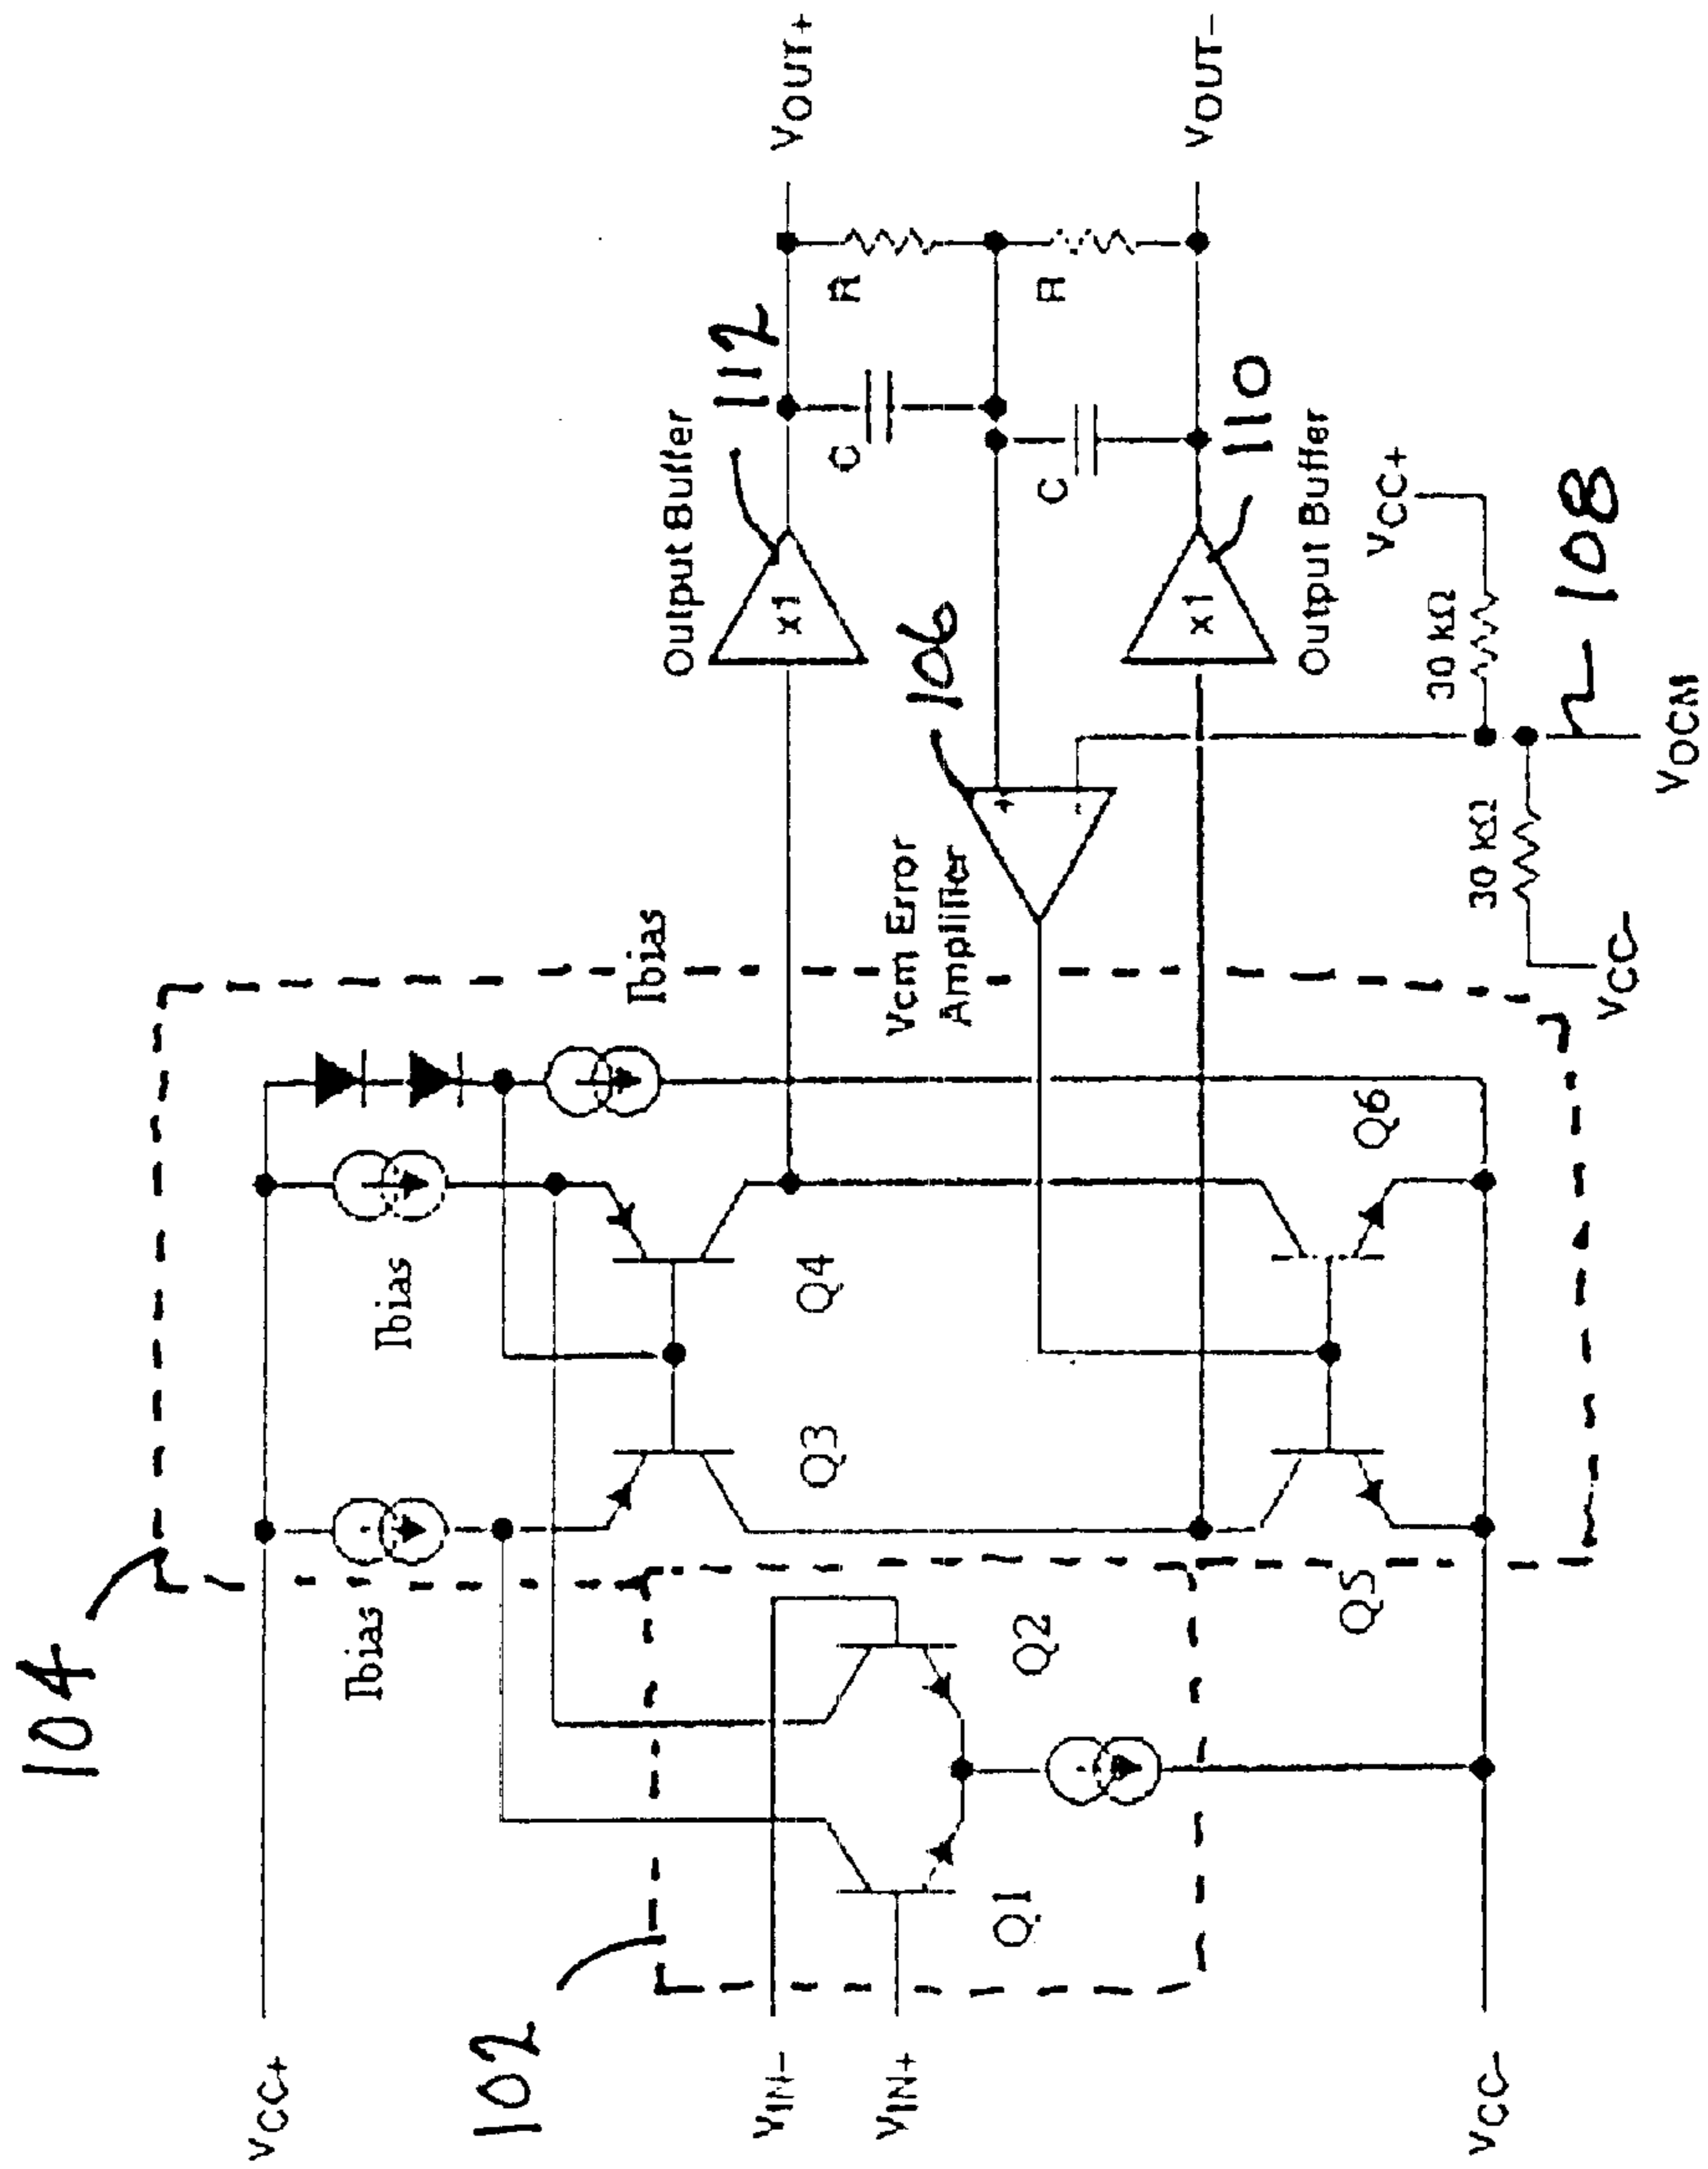 104
102
VCC+
VIN-
VIN+
VCC-
Ibias
Ibias
Ibias
Q1
Q2
Q3
Q4
Q5
Q6
Vcm Error
Amplifier
106
+
-
Output Buffer
x1
112
C
R
VOUT+
C
R
VOUT-
x1
110
Output Buffer
VCC+
30 kΩ
30 kΩ
VCC-
108
VOCM